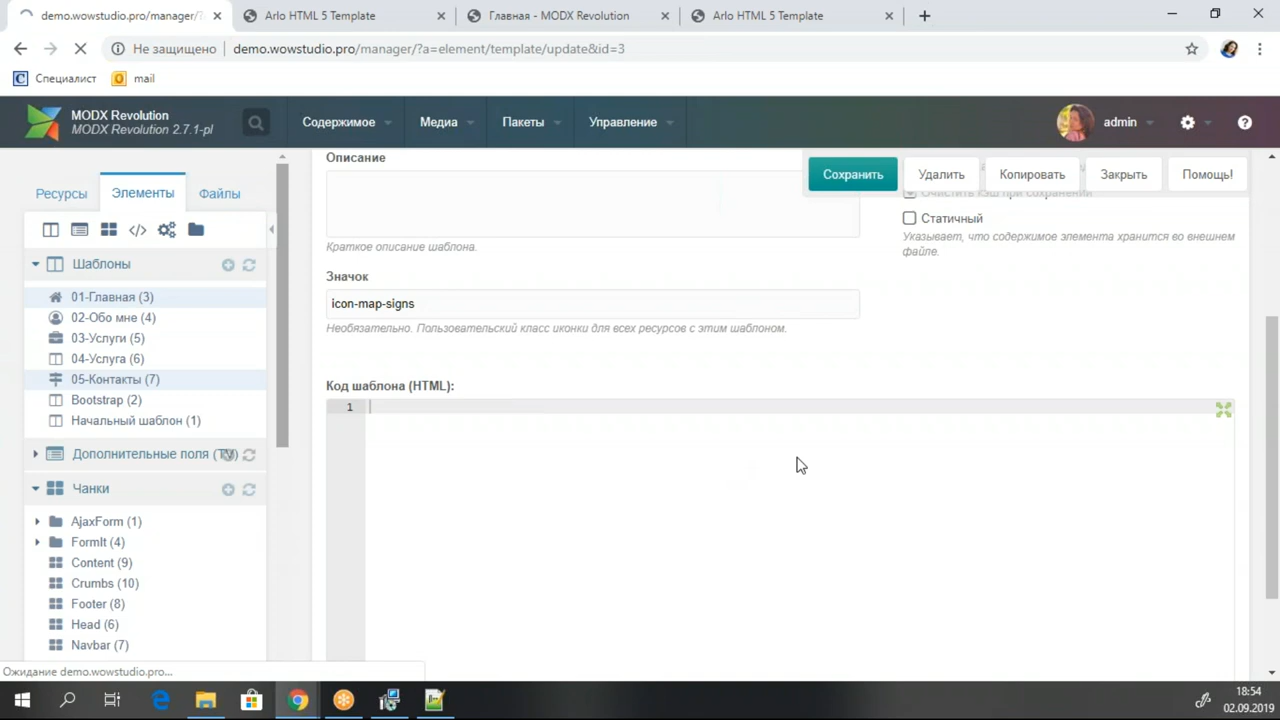 demo.wowstudio.pro/manager/?
Arlo HTML 5 Template
Главная - MODX Revolution
Arlo HTML 5 Template
Не защищено
demo.wowstudio.pro/manager/?a=element/template/update&id=3
Специалист
mail
MODX Revolution
MODX Revolution 2.7.1-pl
Содержимое
Медиа
Пакеты
Управление
admin
Ресурсы
Элементы
Файлы
Шаблоны
01-Главная (3)
02-Обо мне (4)
03-Услуги (5)
04-Услуга (6)
05-Контакты (7)
Bootstrap (2)
Начальный шаблон (1)
Дополнительные поля (TV)
Чанки
AjaxForm (1)
FormIt (4)
Content (9)
Crumbs (10)
Footer (8)
Head (6)
Navbar (7)
Описание
Краткое описание шаблона.
Значок
icon-map-signs
Необязательно. Пользовательский класс иконки для всех ресурсов с этим шаблоном.
Код шаблона (HTML):
1
Сохранить
Удалить
Копировать
Закрыть
Помощь!
Очистить кэш при сохранении
Статичный
Указывает, что содержимое элемента хранится во внешнем
файле.
Ожидание demo.wowstudio.pro...
18:54
02.09.2019